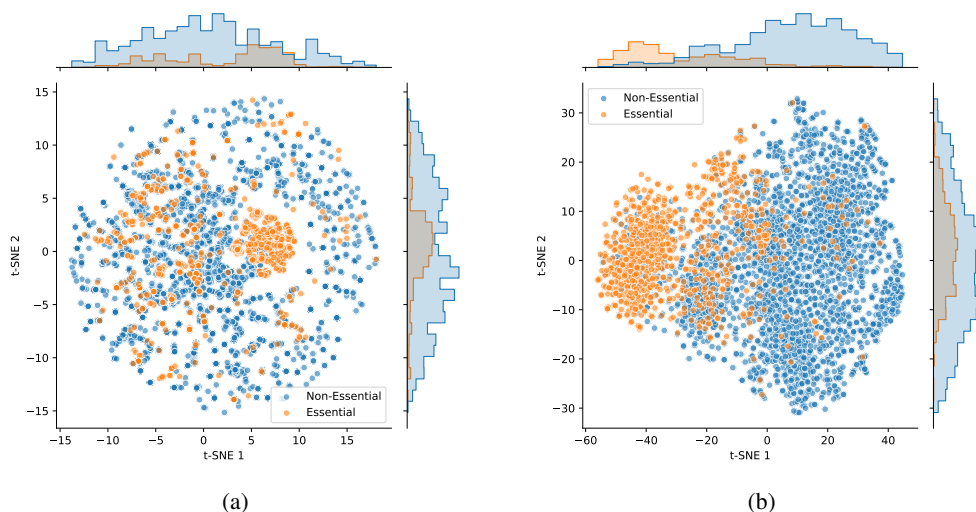 15
10
5
0
−5
−10
−15
t-SNE 2
−15 −10 −5 0 5 10 15
t-SNE 1
Non-Essential
Essential
(a)
Non-Essential
Essential
30
20
10
0
−10
−20
−30
t-SNE 2
−60 −40 −20 0 20 40
t-SNE 1
(b)